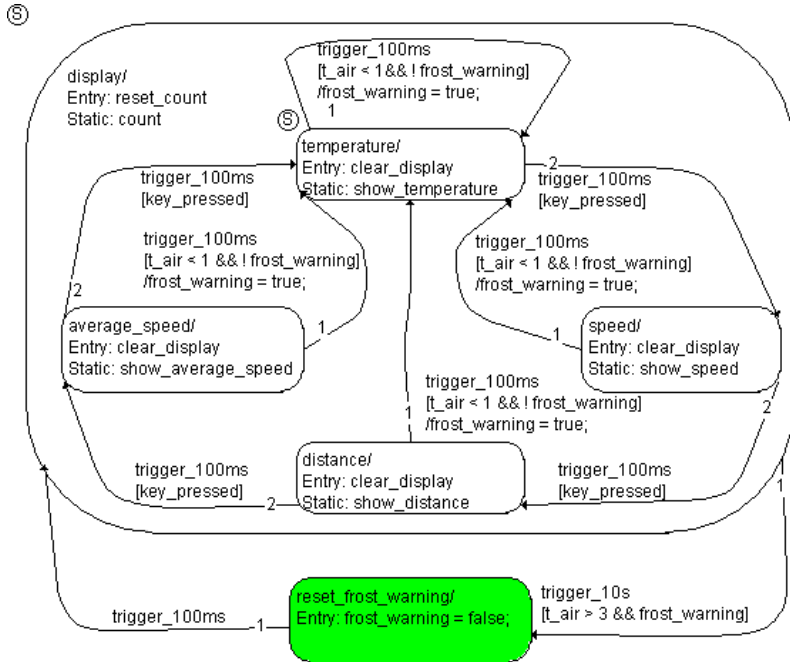 S
trigger_100ms
[t_air < 1&& ! frost_warning]
/frost_warning = true;
1
display/
Entry: reset_count
Static: count
S
temperature/
Entry: clear_display
Static: show_temperature
2
trigger_100ms
[key_pressed]
trigger_100ms
[key_pressed]
trigger_100ms
[t_air < 1 && ! frost_warning]
/frost_warning = true;
trigger_100ms
[t_air < 1 && ! frost_warning]
/frost_warning = true;
2
average_speed/
Entry: clear_display
Static: show_average_speed
1
1
speed/
Entry: clear_display
Static: show_speed
trigger_100ms
[t_air < 1 && ! frost_warning]
/frost_warning = true;
1
2
trigger_100ms
[key_pressed]
2
distance/
Entry: clear_display
Static: show_distance
trigger_100ms
[key_pressed]
1
trigger_100ms
1
reset_frost_warning/
Entry: frost_warning = false;
trigger_10s
[t_air > 3 && frost_warning]